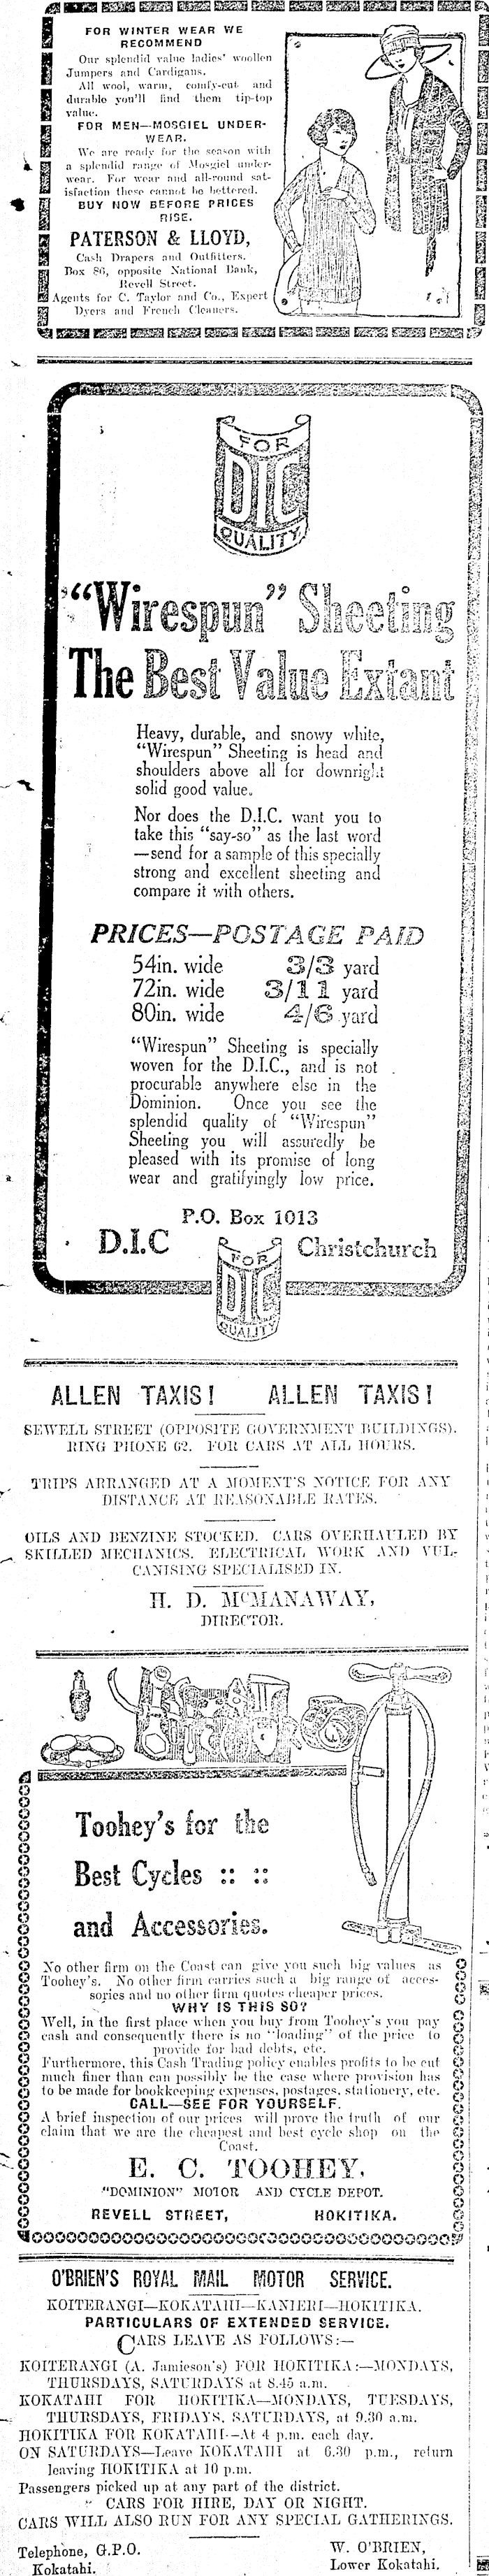 FOR WINTER WEAR WE
RECOMMEND
Our splendid value ladies' woollen
Jumpers and Cardigans.
All wool, warm, comfy-cut and
durable you'll find them tip-top
value.
FOR MEN—MOSGIEL UNDER-
WEAR.
We are ready for the season with
a splendid range of Mosgiel under-
wear. For wear and all-round sat-
isfaction these cannot be bettered.
BUY NOW BEFORE PRICES
RISE.
PATERSON & LLOYD,
Cash Drapers and Outfitters.
Box 86, opposite National Bank,
Revell Street.
Agents for C. Taylor and Co., Expert
Dyers and French Cleaners.
FOR
DIC
QUALITY
"Wirespun" Sheeting
The Best Value Extant
Heavy, durable, and snowy white,
"Wirespun" Sheeting is head and
shoulders above all for downright
solid good value.
Nor does the D.I.C. want you to
take this "say-so" as the last word
—send for a sample of this specially
strong and excellent sheeting and
compare it with others.
PRICES—POSTAGE PAID
54in. wide 3/3 yard
72in. wide 3/11 yard
80in. wide 4/6 yard
"Wirespun" Sheeting is specially
woven for the D.I.C., and is not
procurable anywhere else in the
Dominion. Once you see the
splendid quality of "Wirespun"
Sheeting you will assuredly be
pleased with its promise of long
wear and gratifyingly low price.
P.O. Box 1013
D.I.C Christchurch
FOR
DIC
QUALITY
ALLEN TAXIS! ALLEN TAXIS!
SEWELL STREET (OPPOSITE GOVERNMENT BUILDINGS).
RING PHONE 62. FOR CARS AT ALL HOURS.
TRIPS ARRANGED AT A MOMENT'S NOTICE FOR ANY
DISTANCE AT REASONABLE RATES.
OILS AND BENZINE STOCKED. CARS OVERHAULED BY
SKILLED MECHANICS. ELECTRICAL WORK AND VUL-
CANISING SPECIALISED IN.
H. D. McMANAWAY,
DIRECTOR.
Toohey's for the
Best Cycles :: ::
and Accessories.
No other firm on the Coast can give you such big values as
Toohey's. No other firm carries such a big range of acces-
sories and no other firm quotes cheaper prices.
WHY IS THIS SO?
Well, in the first place when you buy from Toohey's you pay
cash and consequently there is no "loading" of the price to
provide for bad debts, etc.
Furthermore, this Cash Trading policy enables profits to be cut
much finer than can possibly be the case where provision has
to be made for bookkeeping expenses, postages, stationery, etc.
CALL—SEE FOR YOURSELF.
A brief inspection of our prices will prove the truth of our
claim that we are the cheapest and best cycle shop on the
Coast.
E. C. TOOHEY,
"DOMINION" MOTOR AND CYCLE DEPOT.
REVELL STREET, HOKITIKA.
O'BRIEN'S ROYAL MAIL MOTOR SERVICE.
KOITERANGI—KOKATAHI—KANIERI—HOKITIKA.
PARTICULARS OF EXTENDED SERVICE.
CARS LEAVE AS FOLLOWS:—
KOITERANGI (A. Jamieson's) FOR HOKITIKA:—MONDAYS,
THURSDAYS, SATURDAYS at 8.45 a.m.
KOKATAHI FOR HOKITIKA—MONDAYS, TUESDAYS,
THURSDAYS, FRIDAYS, SATURDAYS, at 9.30 a.m.
HOKITIKA FOR KOKATAHI—At 4 p.m. each day.
ON SATURDAYS—Leave KOKATAHI at 6.30 p.m., return
leaving HOKITIKA at 10 p.m.
Passengers picked up at any part of the district.
CARS FOR HIRE, DAY OR NIGHT.
CARS WILL ALSO RUN FOR ANY SPECIAL GATHERINGS.
Telephone, G.P.O. W. O'BRIEN,
Kokatahi. Lower Kokatahi.